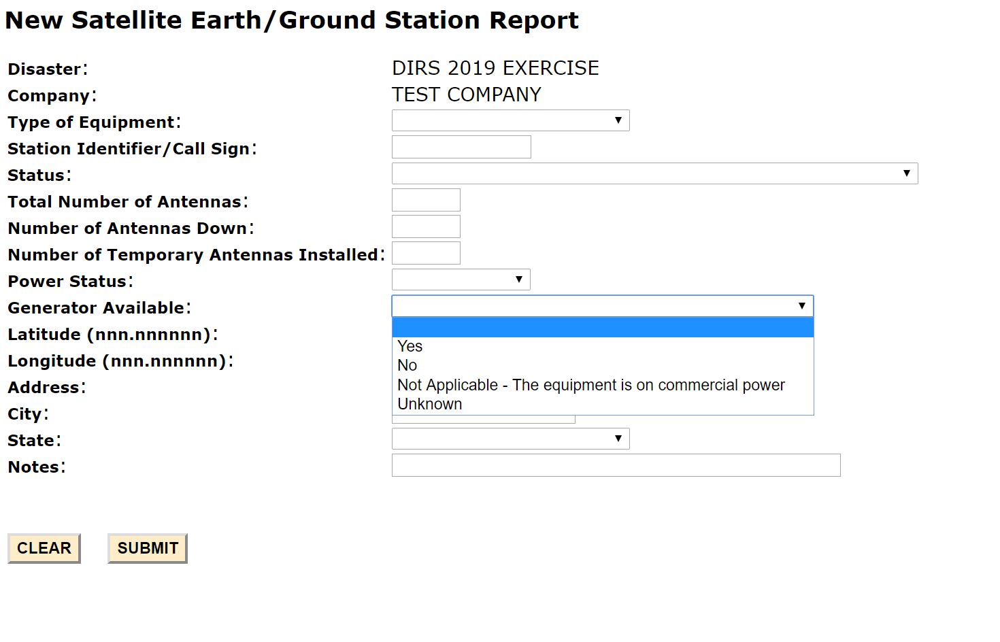 New Satellite Earth/Ground Station Report
Disaster: DIRS 2019 EXERCISE
Company: TEST COMPANY
Type of Equipment:
Station Identifier/Call Sign:
Status:
Total Number of Antennas:
Number of Antennas Down:
Number of Temporary Antennas Installed:
Power Status:
Generator Available:
Latitude (nnn.nnnnnn):
Yes
Longitude (nnn.nnnnnn):
No
Address:
Not Applicable - The equipment is on commercial power
Unknown
City:
State:
Notes:
CLEAR SUBMIT